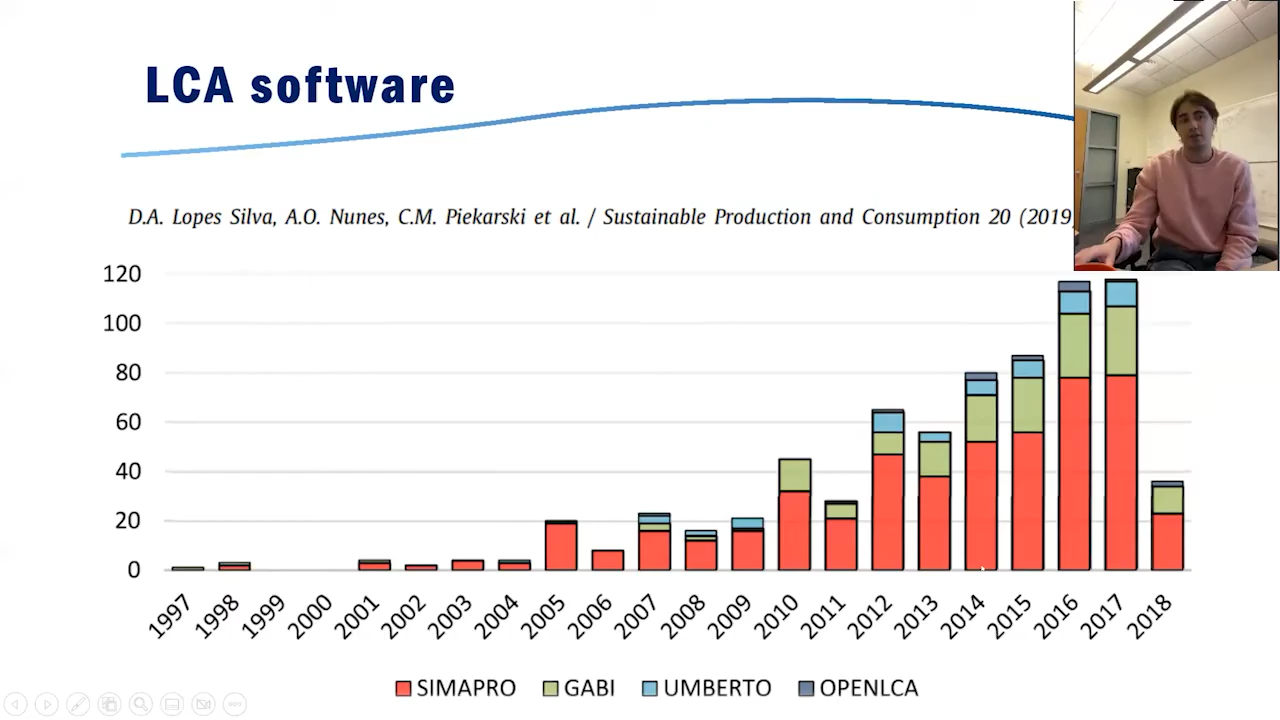 LCA software
D.A. Lopes Silva, A.O. Nunes, C.M. Piekarski et al. / Sustainable Production and Consumption 20 (2019)
120
100
80
60
40
20
0
1997 1998 1999 2000 2001 2002 2003 2004 2005 2006 2007 2008 2009 2010 2011 2012 2013 2014 2015 2016 2017 2018
SIMAPRO GABI UMBERTO OPENLCA